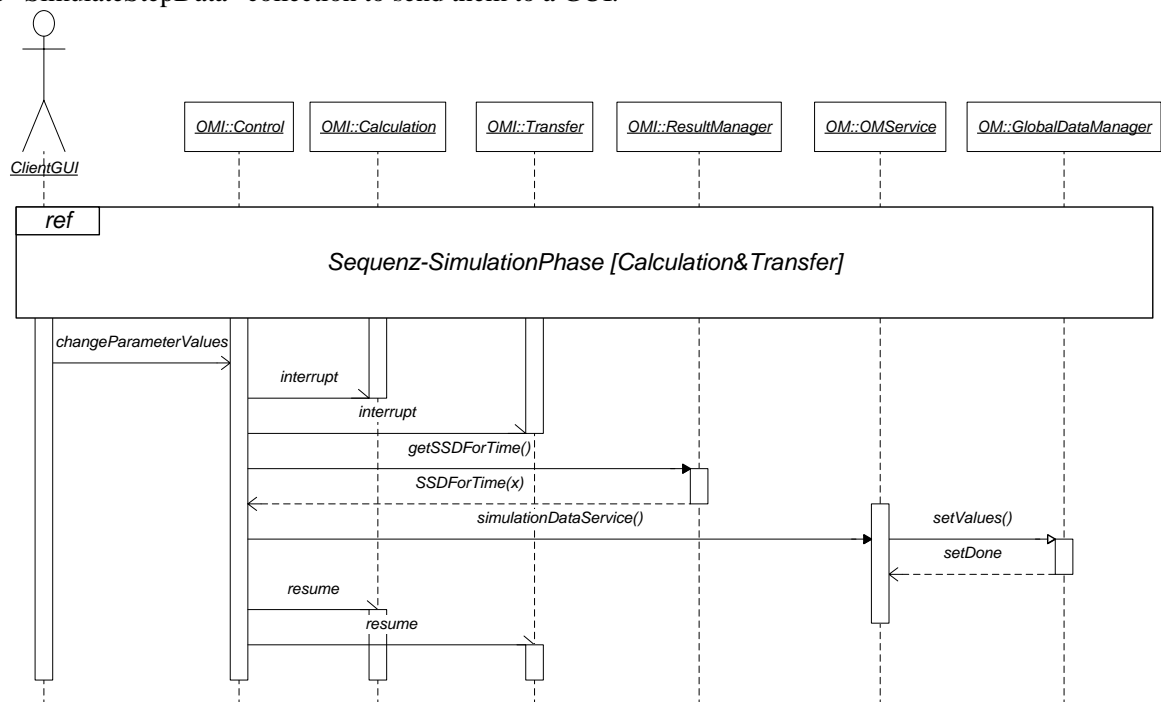 "SimulateStepData" collection to send them to a GUI.
ClientGUI
OMI::Control
OMI::Calculation
OMI::Transfer
OMI::ResultManager
OM::OMService
OM::GlobalDataManager
ref
Sequenz-SimulationPhase [Calculation&Transfer]
changeParameterValues
interrupt
interrupt
getSSDForTime()
SSDForTime(x)
simulationDataService()
setValues()
setDone
resume
resume